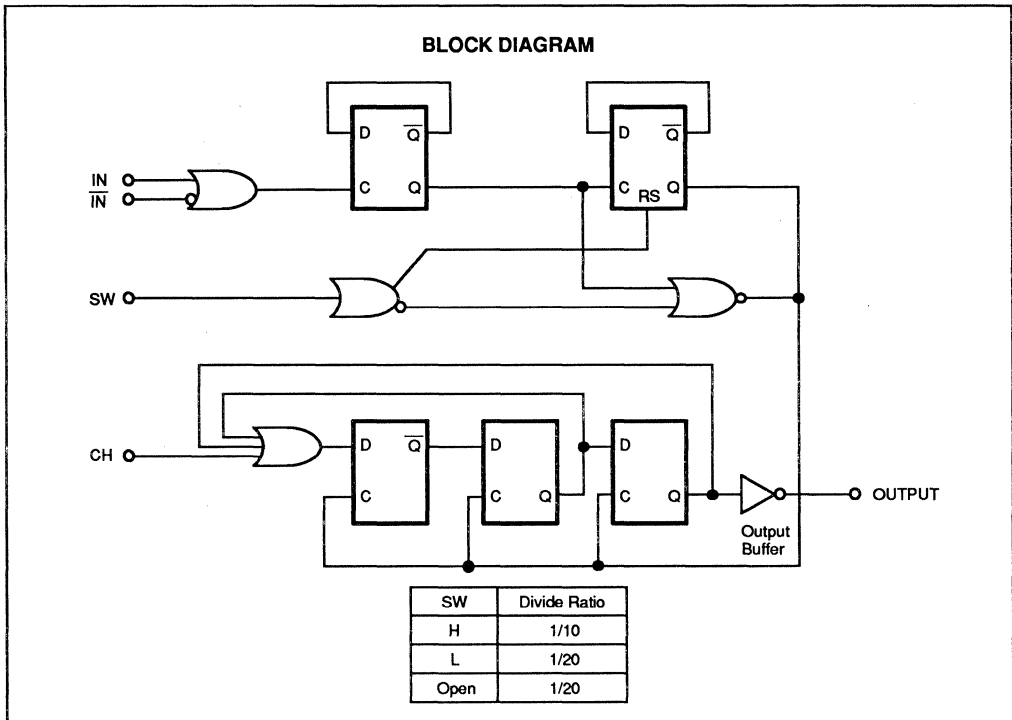 BLOCK DIAGRAM
D Q̅ D Q̅
IN
I̅N̅
C Q C Q
RS
SW
D Q̅ D D
CH
C C Q C Q
OUTPUT
Output
Buffer
SW Divide Ratio
H 1/10
L 1/20
Open 1/20